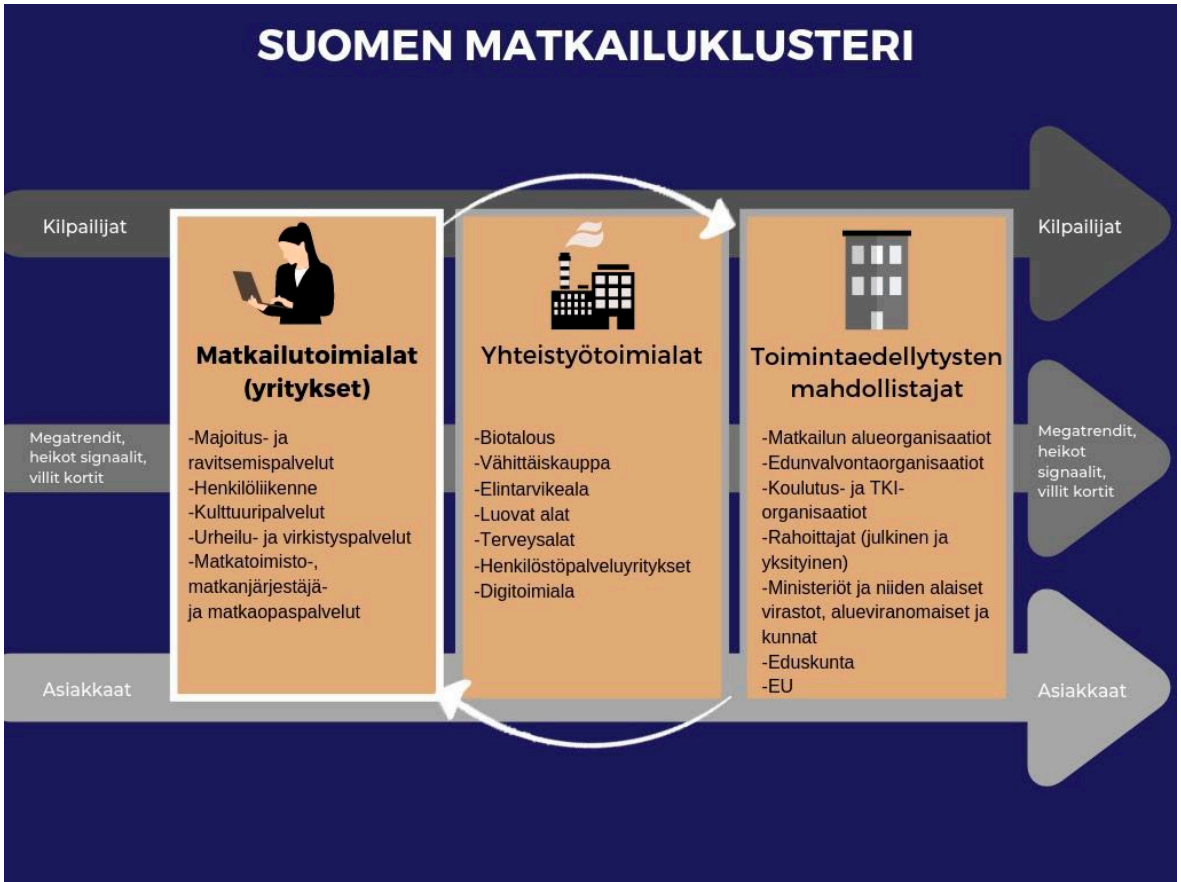 SUOMEN MATKAILUKLUSTERI
Kilpailijat
Megatrendit,
heikot signaalit,
villit kortit
Asiakkaat
Matkailutoimialat
(yritykset)
-Majoitus- ja
ravitsemispalvelut
-Henkilöliikenne
-Kulttuuripalvelut
-Urheilu- ja virkistyspalvelut
-Matkatoimisto-,
matkanjärjestäjä-
ja matkaopaspalvelut
Yhteistyötoimialat
-Biotalous
-Vähittäiskauppa
-Elintarvikeala
-Luovat alat
-Terveysalat
-Henkilöstöpalveluyritykset
-Digitoimiala
Toimintaedellytysten
mahdollistajat
-Matkailun alueorganisaatiot
-Edunvalvontaorganisaatiot
-Koulutus- ja TKI-
organisaatiot
-Rahoittajat (julkinen ja
yksityinen)
-Ministeriöt ja niiden alaiset
virastot, alueviranomaiset ja
kunnat
-Eduskunta
-EU
Kilpailijat
Megatrendit,
heikot
signaalit,
villit kortit
Asiakkaat